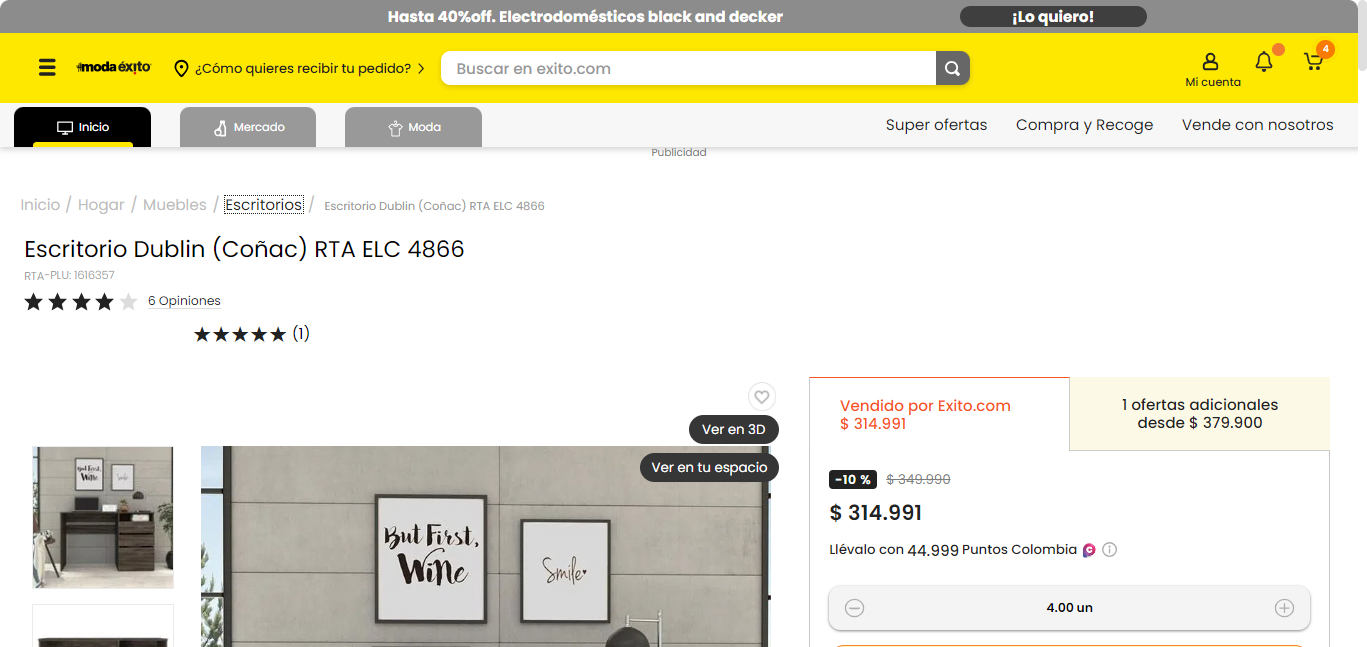 Hasta 40%off. Electrodomésticos black and decker
¡Lo quiero!
moda éxito
¿Cómo quieres recibir tu pedido?
Buscar en exito.com
Mi cuenta
4
Inicio
Mercado
Moda
Super ofertas
Compra y Recoge
Vende con nosotros
Publicidad
Inicio / Hogar / Muebles / Escritorios / Escritorio Dublin (Coñac) RTA ELC 4866
Escritorio Dublin (Coñac) RTA ELC 4866
RTA-PLU: 1616357
6 Opiniones
(1)
Ver en 3D
Ver en tu espacio
But First,
Wine
Smile
But First,
Wine
Smile
Vendido por Exito.com
$ 314.991
1 ofertas adicionales
desde $ 379.900
-10 % $ 349.990
$ 314.991
Llévalo con 44.999 Puntos Colombia
4.00 un